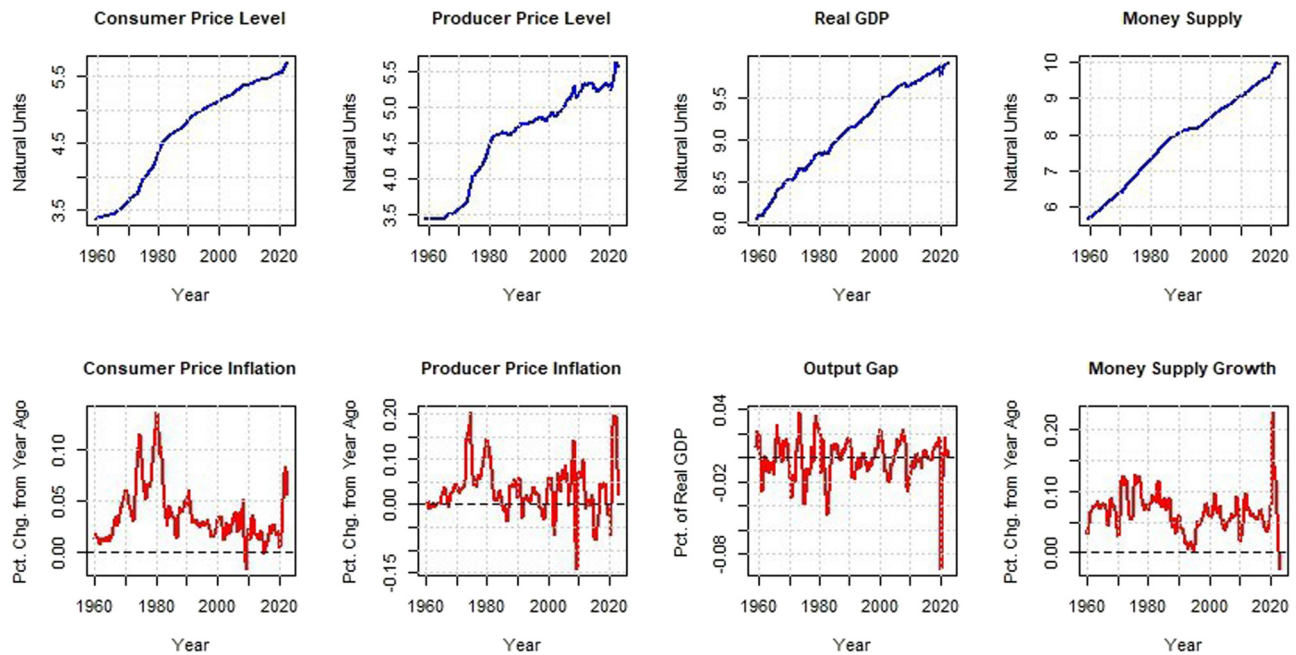 Consumer Price Level
Producer Price Level
Real GDP
Money Supply
Natural Units
3.5 4.5 5.5
1960 1980 2000 2020
Year
Natural Units
3.5 4.0 4.5 5.0 5.5
1960 1980 2000 2020
Year
Natural Units
8.0 8.5 9.0 9.5
1960 1980 2000 2020
Year
Natural Units
6 7 8 9 10
1960 1980 2000 2020
Year
Consumer Price Inflation
Producer Price Inflation
Output Gap
Money Supply Growth
Pct. Chg. from Year Ago
0.00 0.05 0.10
1960 1980 2000 2020
Year
Pct. Chg. from Year Ago
-0.15 0.00 0.10 0.20
1960 1980 2000 2020
Year
Pct. of Real GDP
-0.08 -0.02 0.04
1960 1980 2000 2020
Year
Pct. Chg. from Year Ago
0.00 0.10 0.20
1960 1980 2000 2020
Year